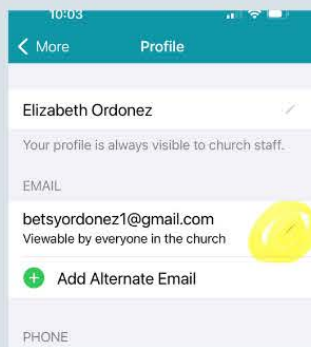 10:03
< More Profile
Elizabeth Ordonez
Your profile is always visible to church staff.
EMAIL
betsyordonez1@gmail.com
Viewable by everyone in the church
Add Alternate Email
PHONE